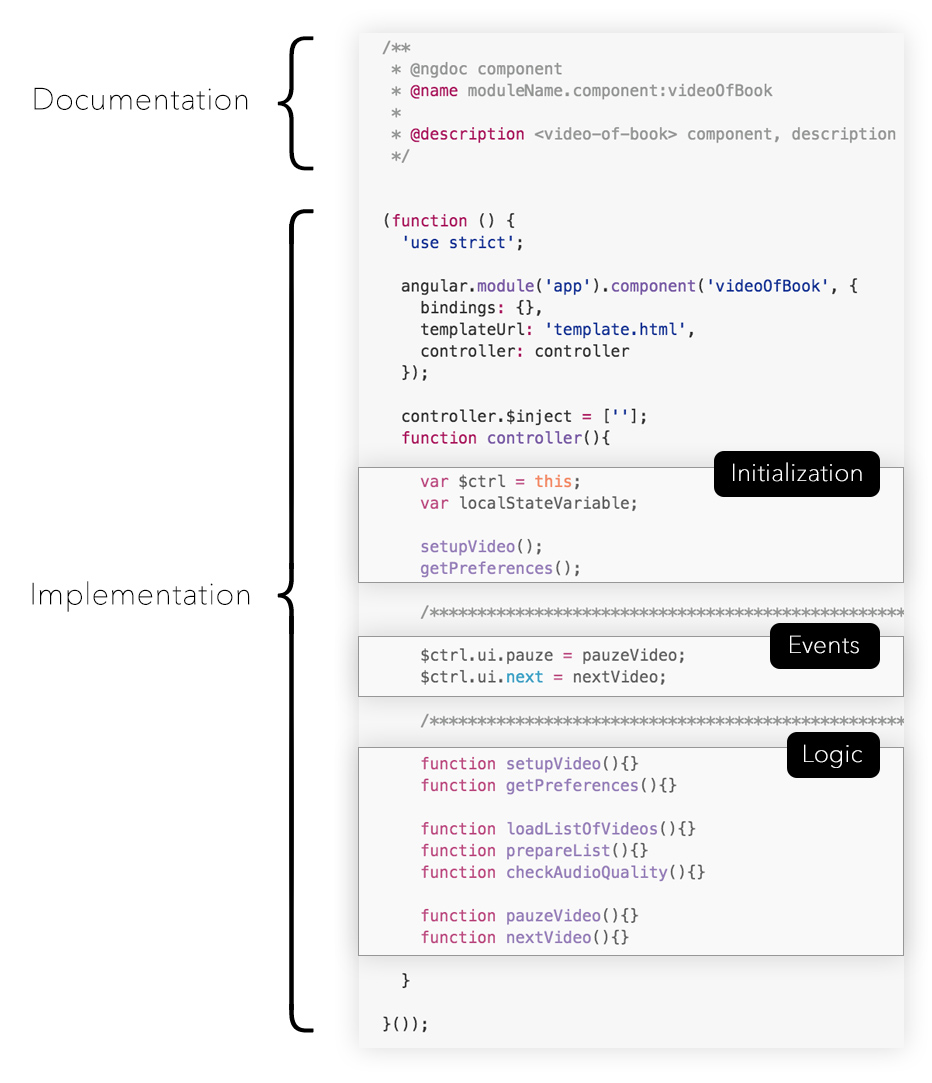 Documentation
/**
 * @ngdoc component
 * @name moduleName.component:videoOfBook
 *
 * @description <video-of-book> component, description
 */
Implementation
(function () {
  'use strict';
  angular.module('app').component('videoOfBook', {
    bindings: {},
    templateUrl: 'template.html',
    controller: controller
  });
  controller.$inject = [''];
  function controller(){
Initialization
    var $ctrl = this;
    var localStateVariable;
    setupVideo();
    getPreferences();
    /**************************************************
Events
    $ctrl.ui.pauze = pauzeVideo;
    $ctrl.ui.next = nextVideo;
    /**************************************************
Logic
    function setupVideo(){}
    function getPreferences(){}
    function loadListOfVideos(){}
    function prepareList(){}
    function checkAudioQuality(){}
    function pauzeVideo(){}
    function nextVideo(){}
  }
}());